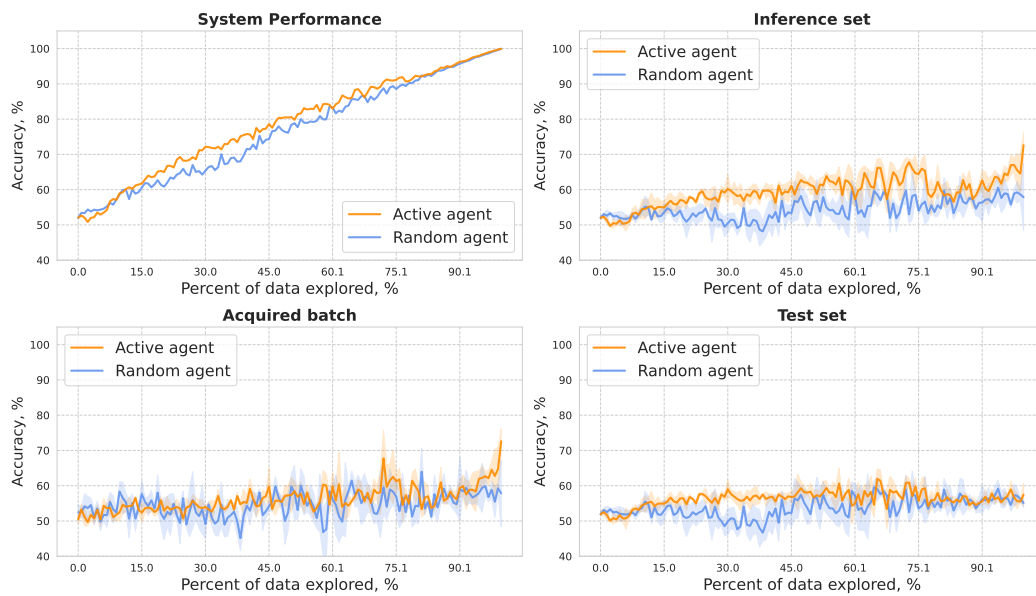 System Performance
Accuracy, %
100
90
80
70
60
50
40
0.0 15.0 30.0 45.0 60.1 75.1 90.1
Percent of data explored, %
Active agent
Random agent
Inference set
Accuracy, %
100
90
80
70
60
50
40
0.0 15.0 30.0 45.0 60.1 75.1 90.1
Percent of data explored, %
Active agent
Random agent
Acquired batch
Accuracy, %
100
90
80
70
60
50
40
0.0 15.0 30.0 45.0 60.1 75.1 90.1
Percent of data explored, %
Active agent
Random agent
Test set
Accuracy, %
100
90
80
70
60
50
40
0.0 15.0 30.0 45.0 60.1 75.1 90.1
Percent of data explored, %
Active agent
Random agent